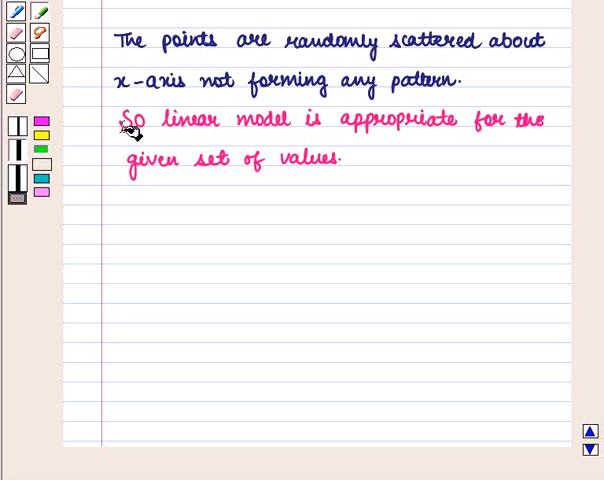 The points are randomly scattered about
x-axis not forming any pattern.
So linear model is appropriate for the
given set of values.